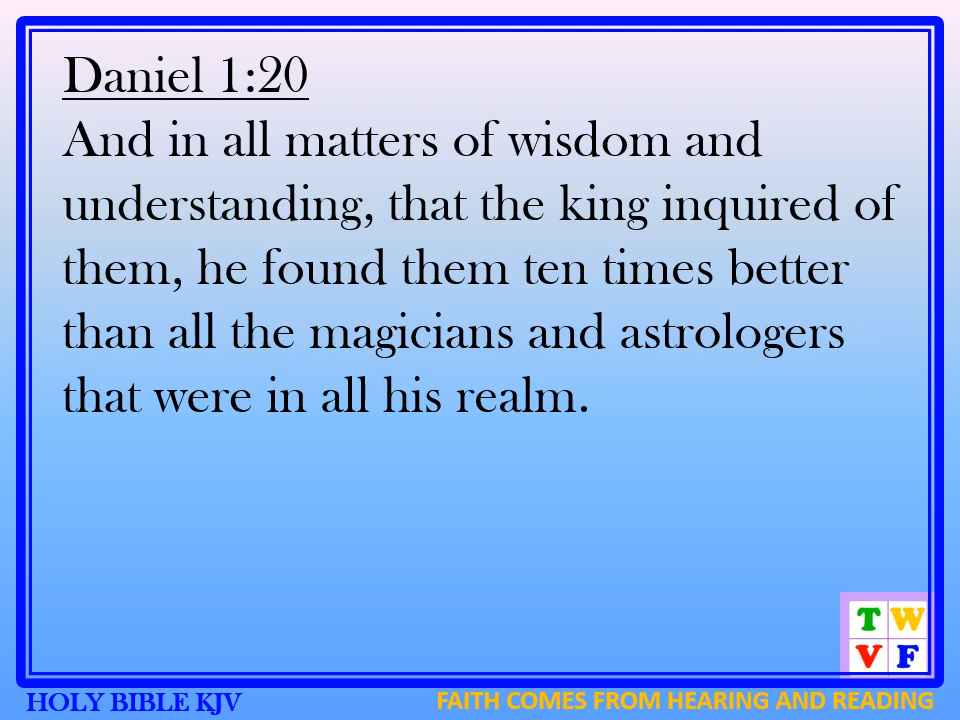 Daniel 1:20
And in all matters of wisdom and
understanding, that the king inquired of
them, he found them ten times better
than all the magicians and astrologers
that were in all his realm.
T W
V F
HOLY BIBLE KJV
FAITH COMES FROM HEARING AND READING